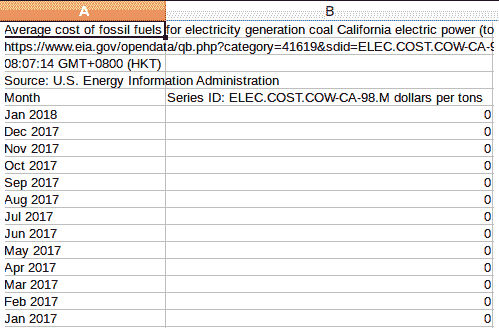 A B
Average cost of fossil fuels for electricity generation coal California electric power (to
https://www.eia.gov/opendata/qb.php?category=41619&sdid=ELEC.COST.COW-CA-9
08:07:14 GMT+0800 (HKT)
Source: U.S. Energy Information Administration
Month Series ID: ELEC.COST.COW-CA-98.M dollars per tons
Jan 2018 0
Dec 2017 0
Nov 2017 0
Oct 2017 0
Sep 2017 0
Aug 2017 0
Jul 2017 0
Jun 2017 0
May 2017 0
Apr 2017 0
Mar 2017 0
Feb 2017 0
Jan 2017 0